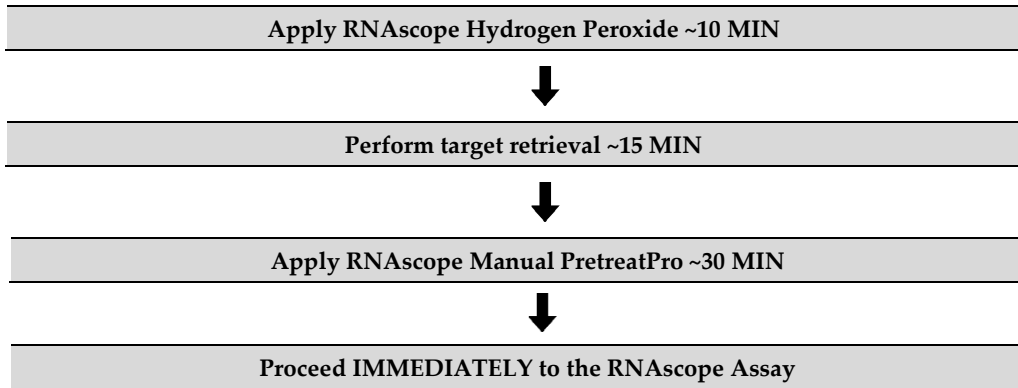 Apply RNAscope Hydrogen Peroxide ~10 MIN
Perform target retrieval ~15 MIN
Apply RNAscope Manual PretreatPro ~30 MIN
Proceed IMMEDIATELY to the RNAscope Assay